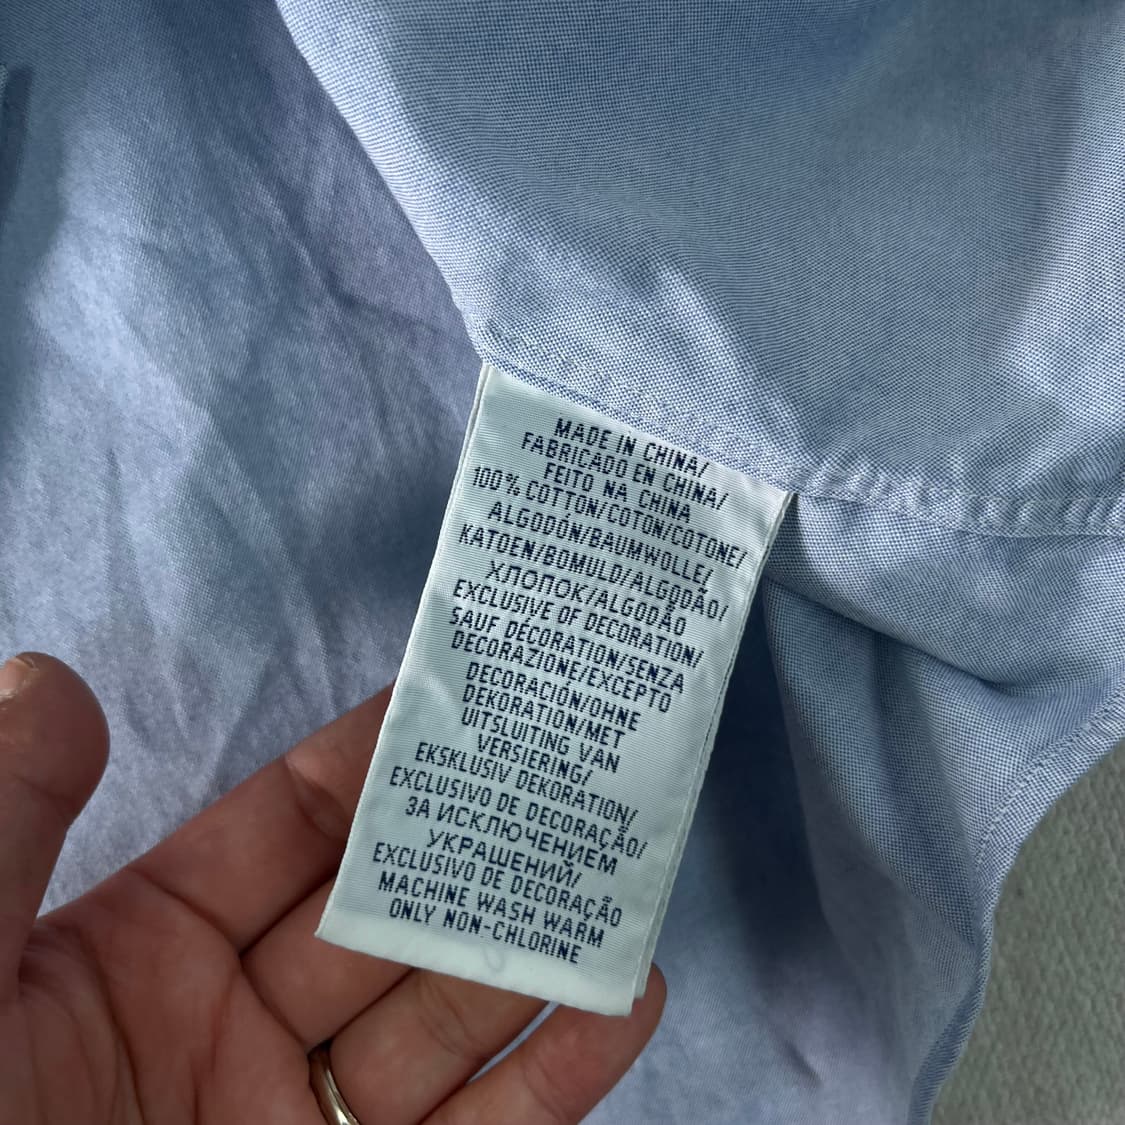 MADE IN CHINA/
FABRICADO EN CHINA/
FEITO NA CHINA
100% COTTON/COTON/COTONE/
ALGODÓN/BAUMWOLLE/
KATOEN/BOMULD/ALGODÃO/
ХЛОПОК/ALGODÃO
EXCLUSIVE OF DECORATION/
SAUF DÉCORATION/SENZA
DECORAZIONE/EXCEPTO
DECORACIÓN/OHNE
DEKORATION/MET
UITSLUITING VAN
VERSIERING/
EKSKLUSIV DEKORATION/
EXCLUSIVO DE DECORAÇÃO/
ЗА ИСКЛЮЧЕНИЕМ
УКРАШЕНИЙ/
EXCLUSIVO DE DECORAÇÃO
MACHINE WASH WARM
ONLY NON-CHLORINE